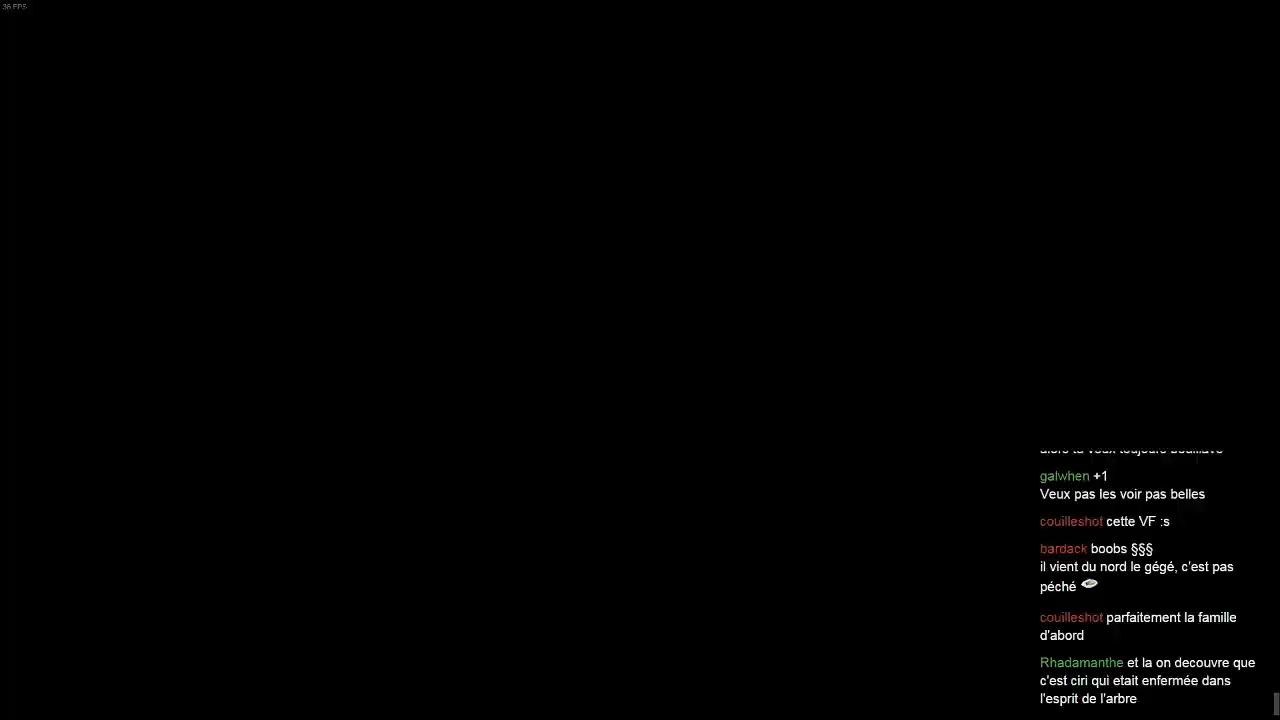 36 FPS
galwhen +1
Veux pas les voir pas belles
couilleshot cette VF :s
bardack boobs §§§
il vient du nord le gégé, c'est pas
péché
couilleshot parfaitement la famille
d'abord
Rhadamanthe et la on decouvre que
c'est ciri qui etait enfermée dans
l'esprit de l'arbre